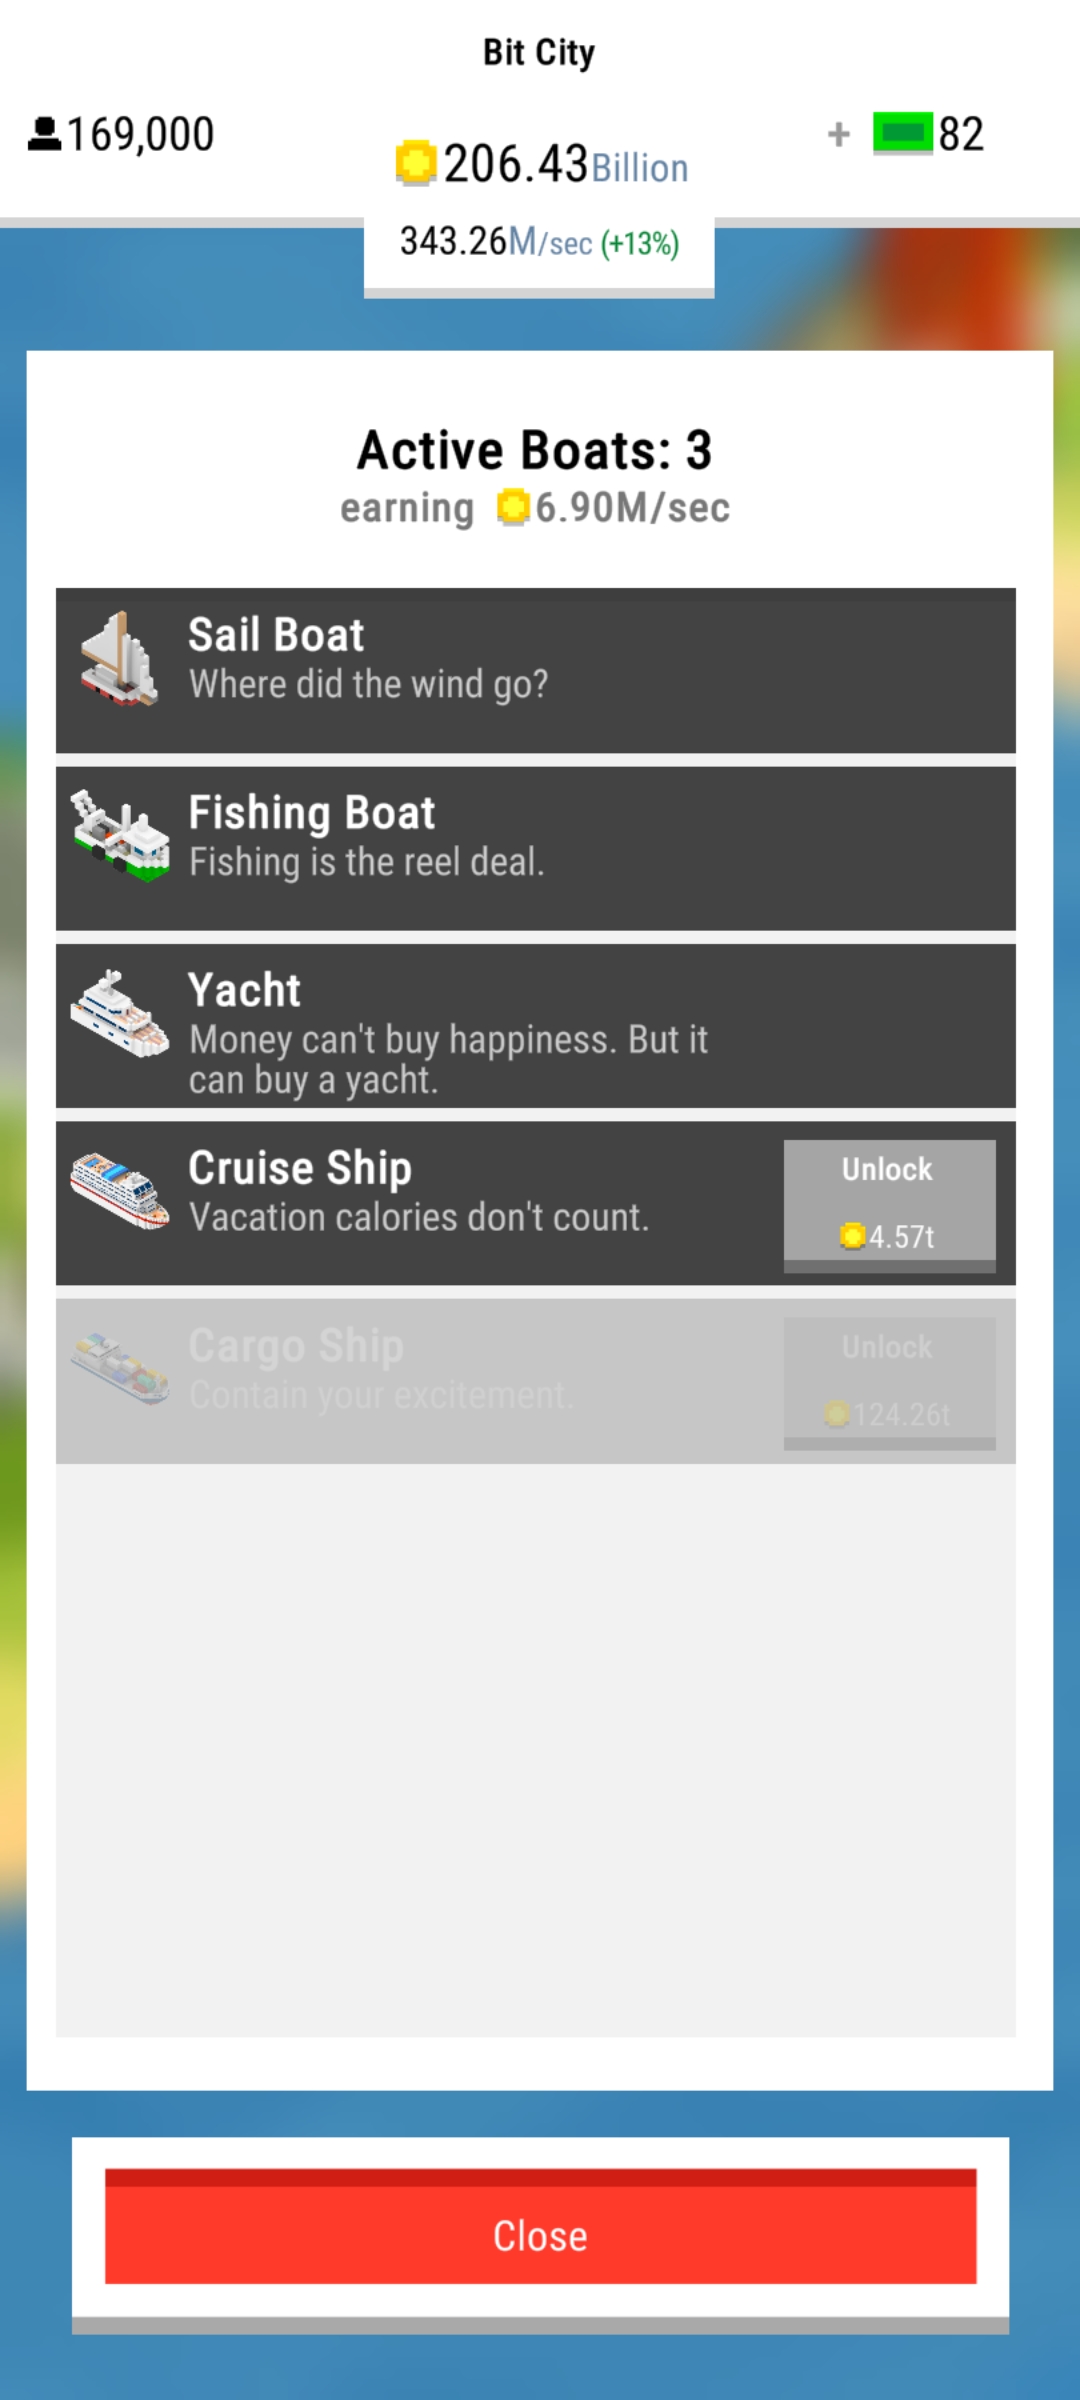 Bit City
169,000
206.43Billion
+ 82
343.26M/sec (+13%)
Active Boats: 3
earning 6.90M/sec
Sail Boat
Where did the wind go?
Fishing Boat
Fishing is the reel deal.
Yacht
Money can't buy happiness. But it
can buy a yacht.
Cruise Ship
Vacation calories don't count.
Unlock
4.57t
Cargo Ship
Contain your excitement.
Unlock
124.26t
Close